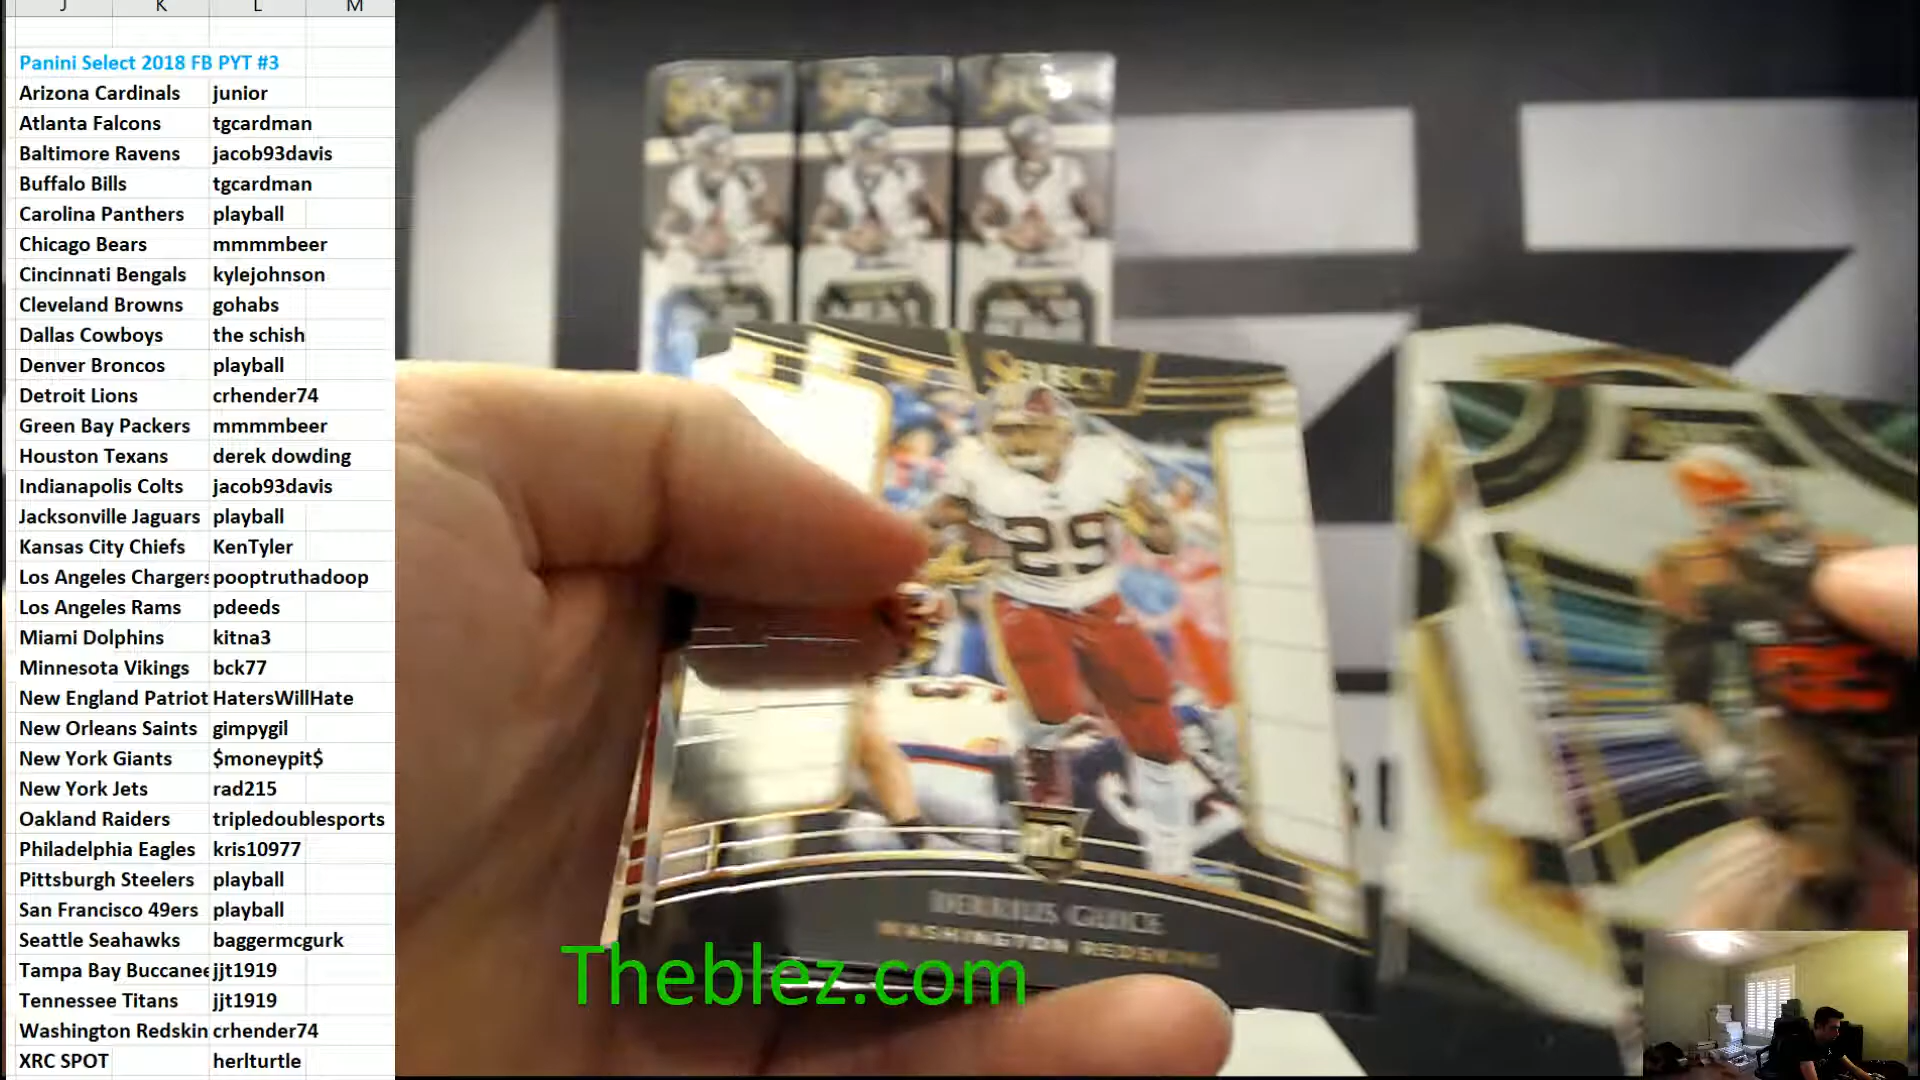 J K L M
Panini Select 2018 FB PYT #3
Arizona Cardinals junior
Atlanta Falcons tgcardman
Baltimore Ravens jacob93davis
Buffalo Bills tgcardman
Carolina Panthers playball
Chicago Bears mmmmbeer
Cincinnati Bengals kylejohnson
Cleveland Browns gohabs
Dallas Cowboys the schish
Denver Broncos playball
Detroit Lions crhender74
Green Bay Packers mmmmbeer
Houston Texans derek dowding
Indianapolis Colts jacob93davis
Jacksonville Jaguars playball
Kansas City Chiefs KenTyler
Los Angeles Chargers pooptruthadoop
Los Angeles Rams pdeeds
Miami Dolphins kitna3
Minnesota Vikings bck77
New England Patriot HatersWillHate
New Orleans Saints gimpygil
New York Giants $moneypit$
New York Jets rad215
Oakland Raiders tripledoublesports
Philadelphia Eagles kris10977
Pittsburgh Steelers playball
San Francisco 49ers playball
Seattle Seahawks baggermcgurk
Tampa Bay Buccanee jjt1919
Tennessee Titans jjt1919
Washington Redskin crhender74
XRC SPOT herlturtle
SELECT
29
RC
DERRIUS GUICE
WASHINGTON REDSKINS
Theblez.com